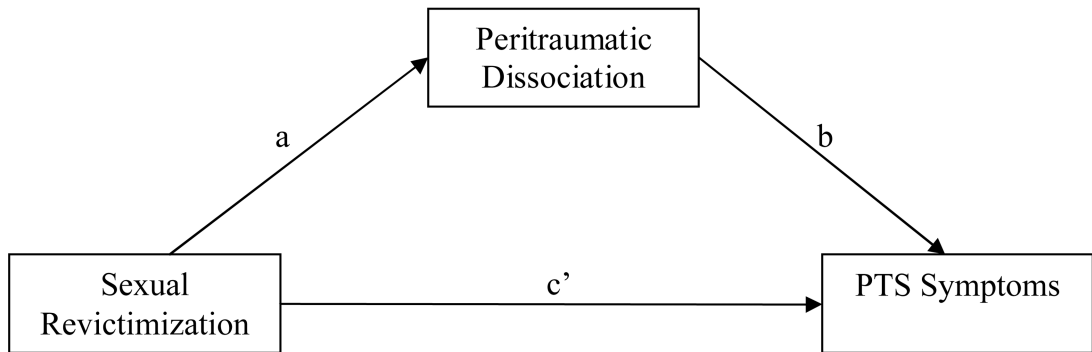 Peritraumatic
Dissociation
a
b
Sexual
Revictimization
c’
PTS Symptoms